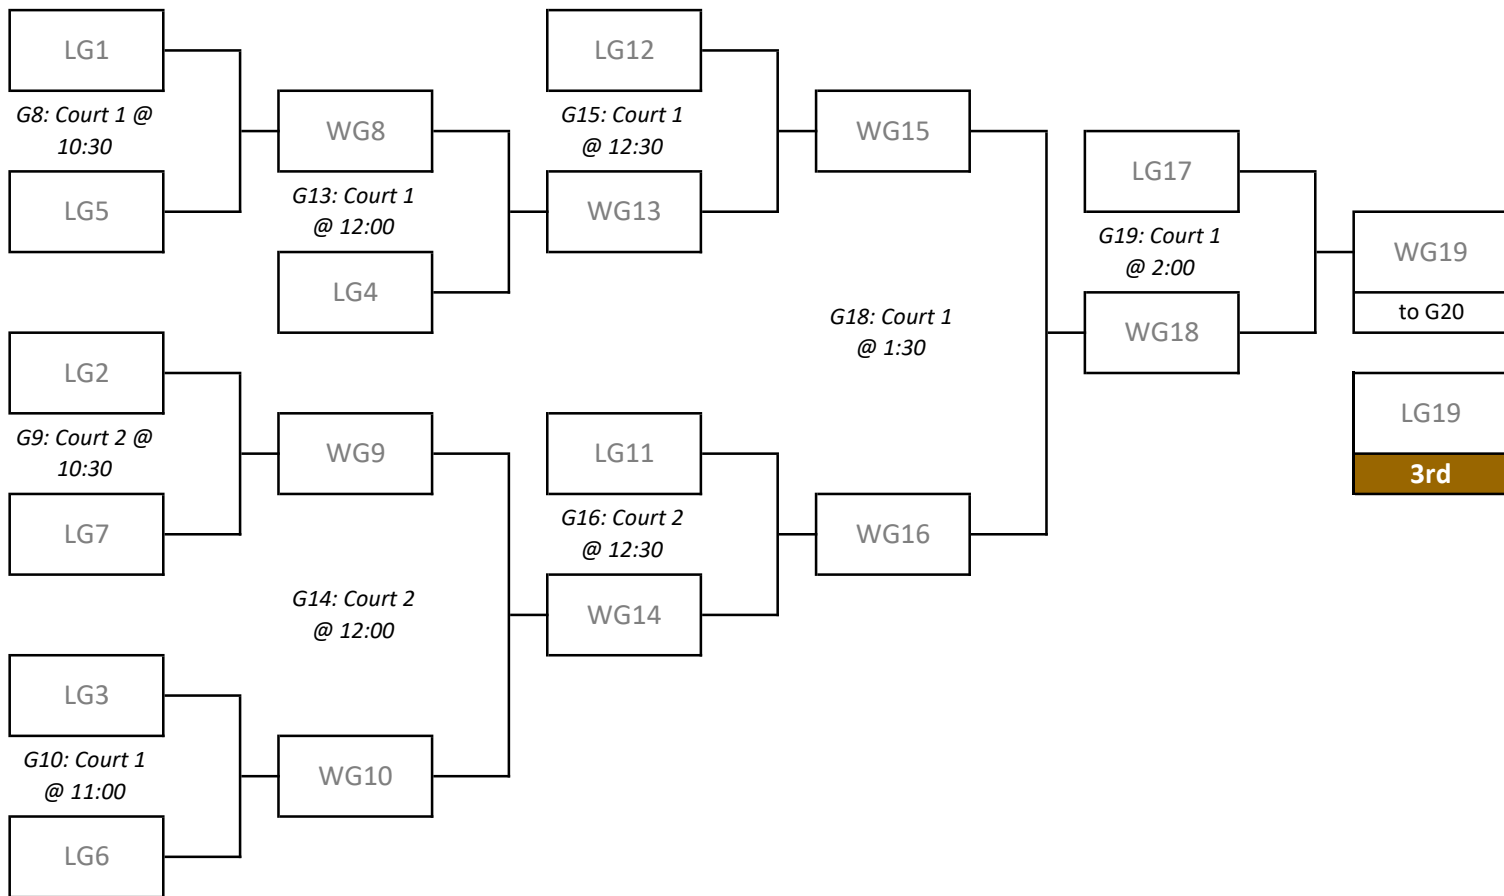 LG1
G8: Court 1 @
10:30
LG5
WG8
G13: Court 1
@ 12:00
LG4
LG12
G15: Court 1
@ 12:30
WG13
WG15
G18: Court 1
@ 1:30
LG17
G19: Court 1
@ 2:00
WG18
WG19
to G20
LG19
3rd
LG2
G9: Court 2 @
10:30
LG7
WG9
G14: Court 2
@ 12:00
LG11
G16: Court 2
@ 12:30
WG14
WG16
LG3
G10: Court 1
@ 11:00
LG6
WG10